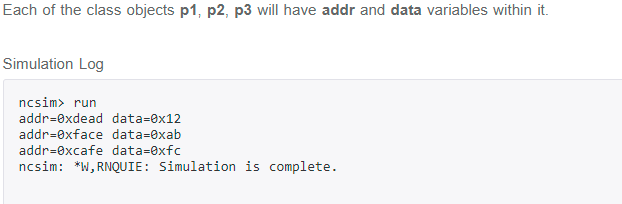 Each of the class objects p1, p2, p3 will have addr and data variables within it.
Simulation Log
ncsim> run
addr=0xdead data=0x12
addr=0xface data=0xab
addr=0xcafe data=0xfc
ncsim: *W,RNQUIE: Simulation is complete.